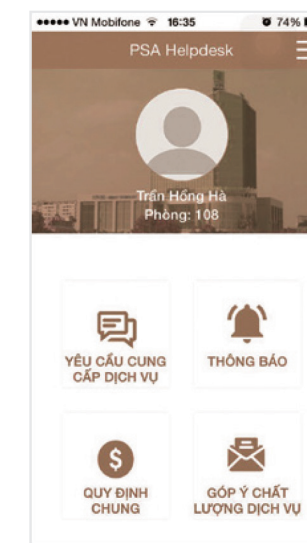 VN Mobifone 16:35 74%
PSA Helpdesk
Trần Hồng Hà
Phòng: 108
YÊU CẦU CUNG
CẤP DỊCH VỤ
THÔNG BÁO
QUY ĐỊNH
CHUNG
GÓP Ý CHẤT
LƯỢNG DỊCH VỤ